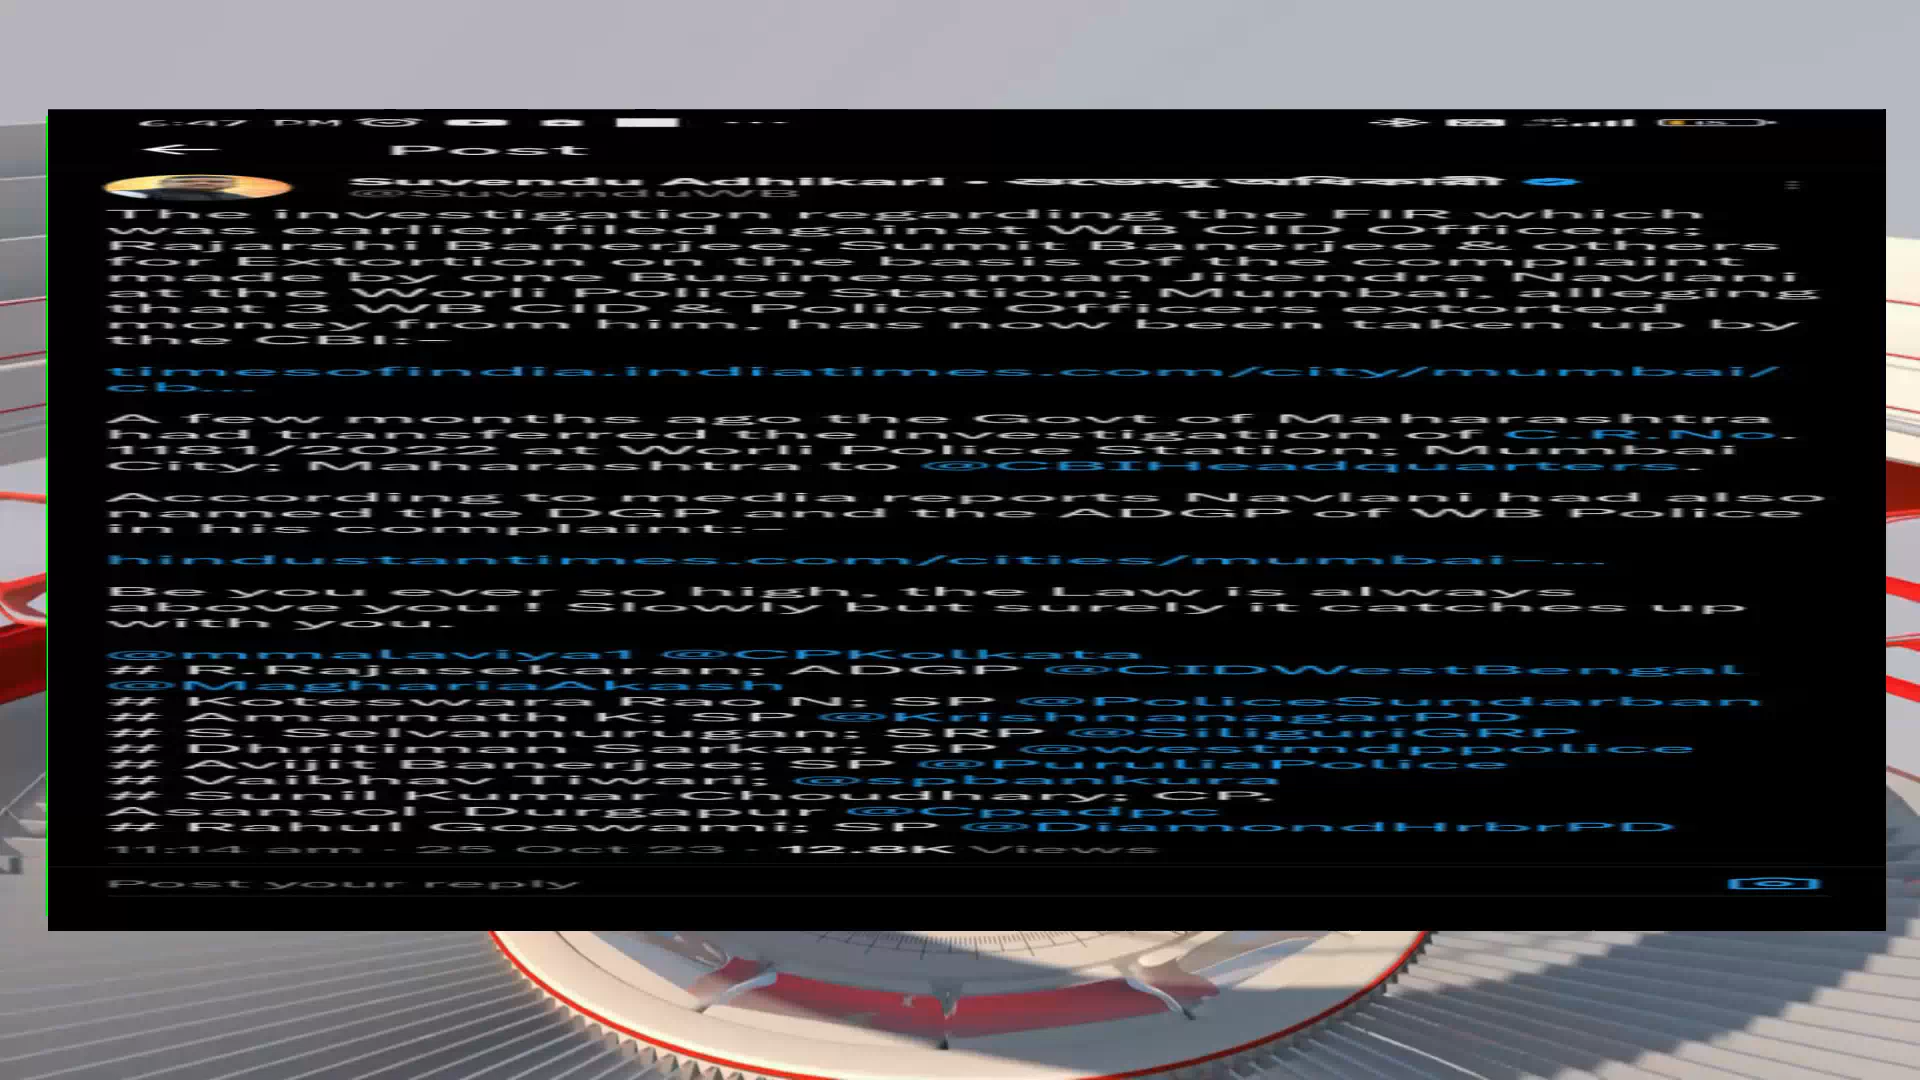 6:47 PM
Post
Suvendu Adhikari •
@SuvenduWB
The investigation regarding the FIR which
was earlier filed against WB CID Officers;
Rajarshi Banerjee, Sumit Banerjee & others
for Extortion on the basis of the complaint
made by one Businessman Jitendra Navlani
at the Worli Police Station; Mumbai, alleging
that 3 WB CID & Police Officers extorted
money from him, has now been taken up by
the CBI:-
timesofindia.indiatimes.com/city/mumbai/
cb...
A few months ago the Govt of Maharashtra
had transferred the Investigation of C.R.No.
1181/2022 at Worli Police Station; Mumbai
City; Maharashtra to @CBIHeadquarters.
According to media reports Navlani had also
named the DGP and the ADGP of WB Police
in his complaint:-
hindustantimes.com/cities/mumbai-...
Be you ever so high, the Law is always
above you ! Slowly but surely it catches up
with you.
@mmalaviya1 @CPKolkata
# R.Rajasekaran; ADGP @CIDWestBengal
@MaghariaAkash
# Koteswara Rao N; SP @PoliceSundarban
# Amarnath K; SP @KrishnanagarPD
# S. Selvamurugan; SRP @SiliguriGRP
# Dhritiman Sarkar; SP @westmdppolice
# Avijit Banerjee; SP @PuruliaPolice
# Vaibhav Tiwari; @spbankura
# Sunil Kumar Choudhary; CP,
Asansol-Durgapur @Cpadpc
# Rahul Goswami; SP @DiamondHrbrPD
11:14 am · 25 Oct 23 · 12.8K Views
Post your reply